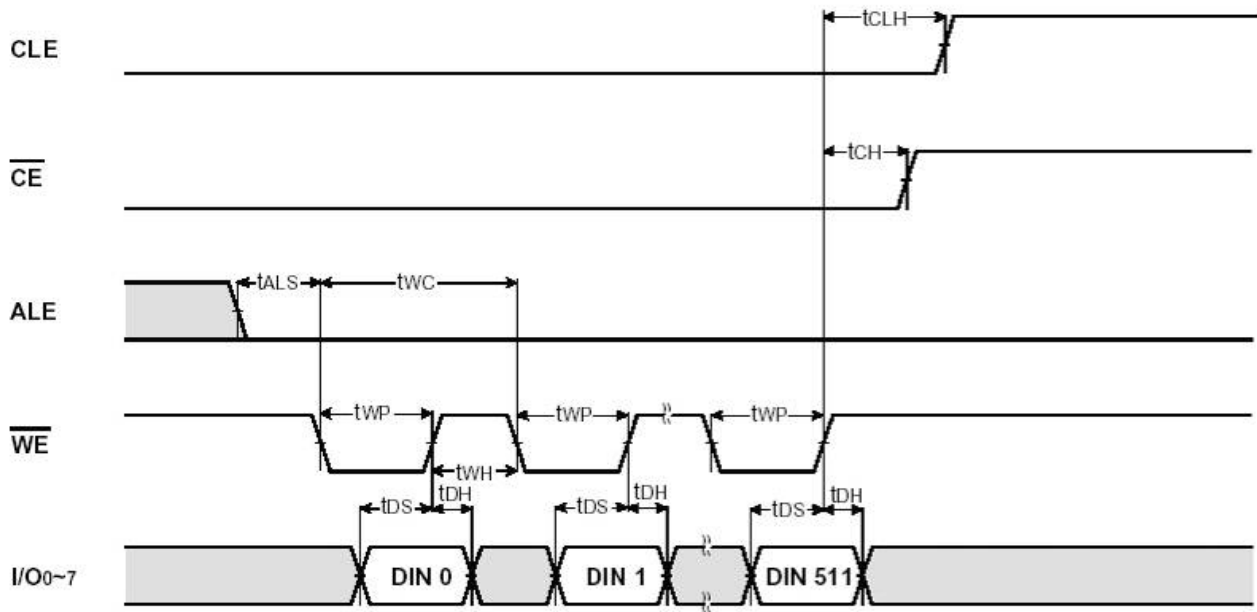 CLE
tCLH
CE
tCH
ALE
tALS
tWC
WE
tWP
tWP
tWP
tWH
tDS
tDH
tDS
tDH
tDS
tDH
I/O0~7
DIN 0
DIN 1
DIN 511